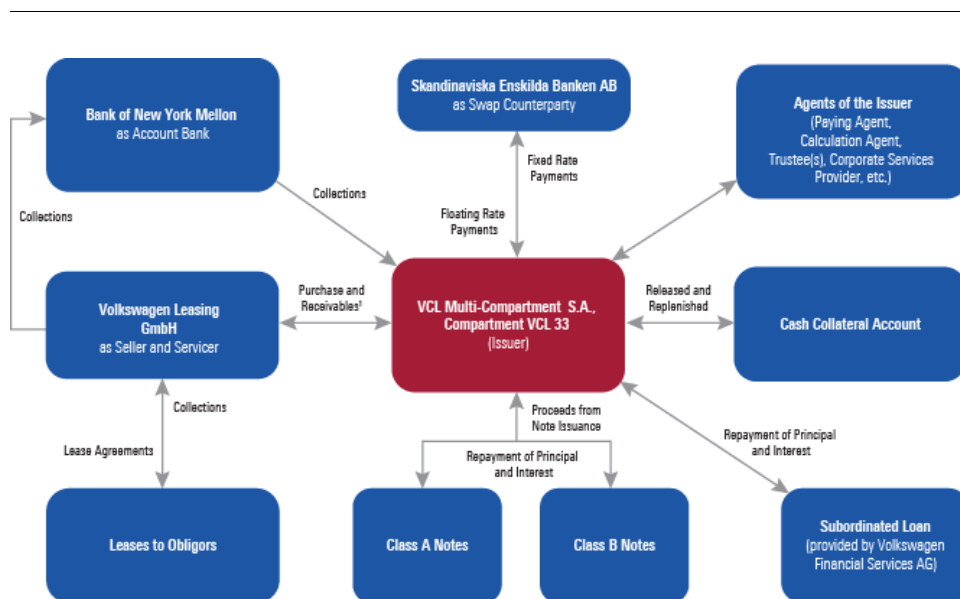 Bank of New York Mellon
as Account Bank
Skandinaviska Enskilda Banken AB
as Swap Counterparty
Agents of the Issuer
(Paying Agent,
Calculation Agent,
Trustee(s), Corporate Services
Provider, etc.)
Collections
Collections
Fixed Rate
Payments
Floating Rate
Payments
Volkswagen Leasing
GmbH
as Seller and Servicer
Purchase and
Receivables³
VCL Multi-Compartment S.A.,
Compartment VCL 33
(Issuer)
Released and
Replenished
Cash Collateral Account
Collections
Lease Agreements
Proceeds from
Note Issuance
Repayment of Principal
and Interest
Repayment of Principal
and Interest
Leases to Obligors
Class A Notes
Class B Notes
Subordinated Loan
(provided by Volkswagen
Financial Services AG)